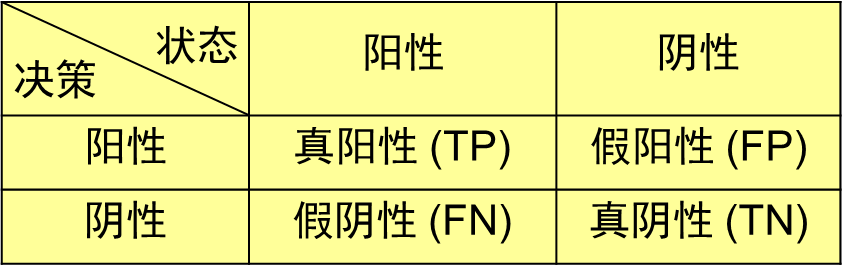 状态 阳性 阴性
决策
阳性 真阳性 (TP) 假阳性 (FP)
阴性 假阴性 (FN) 真阴性 (TN)